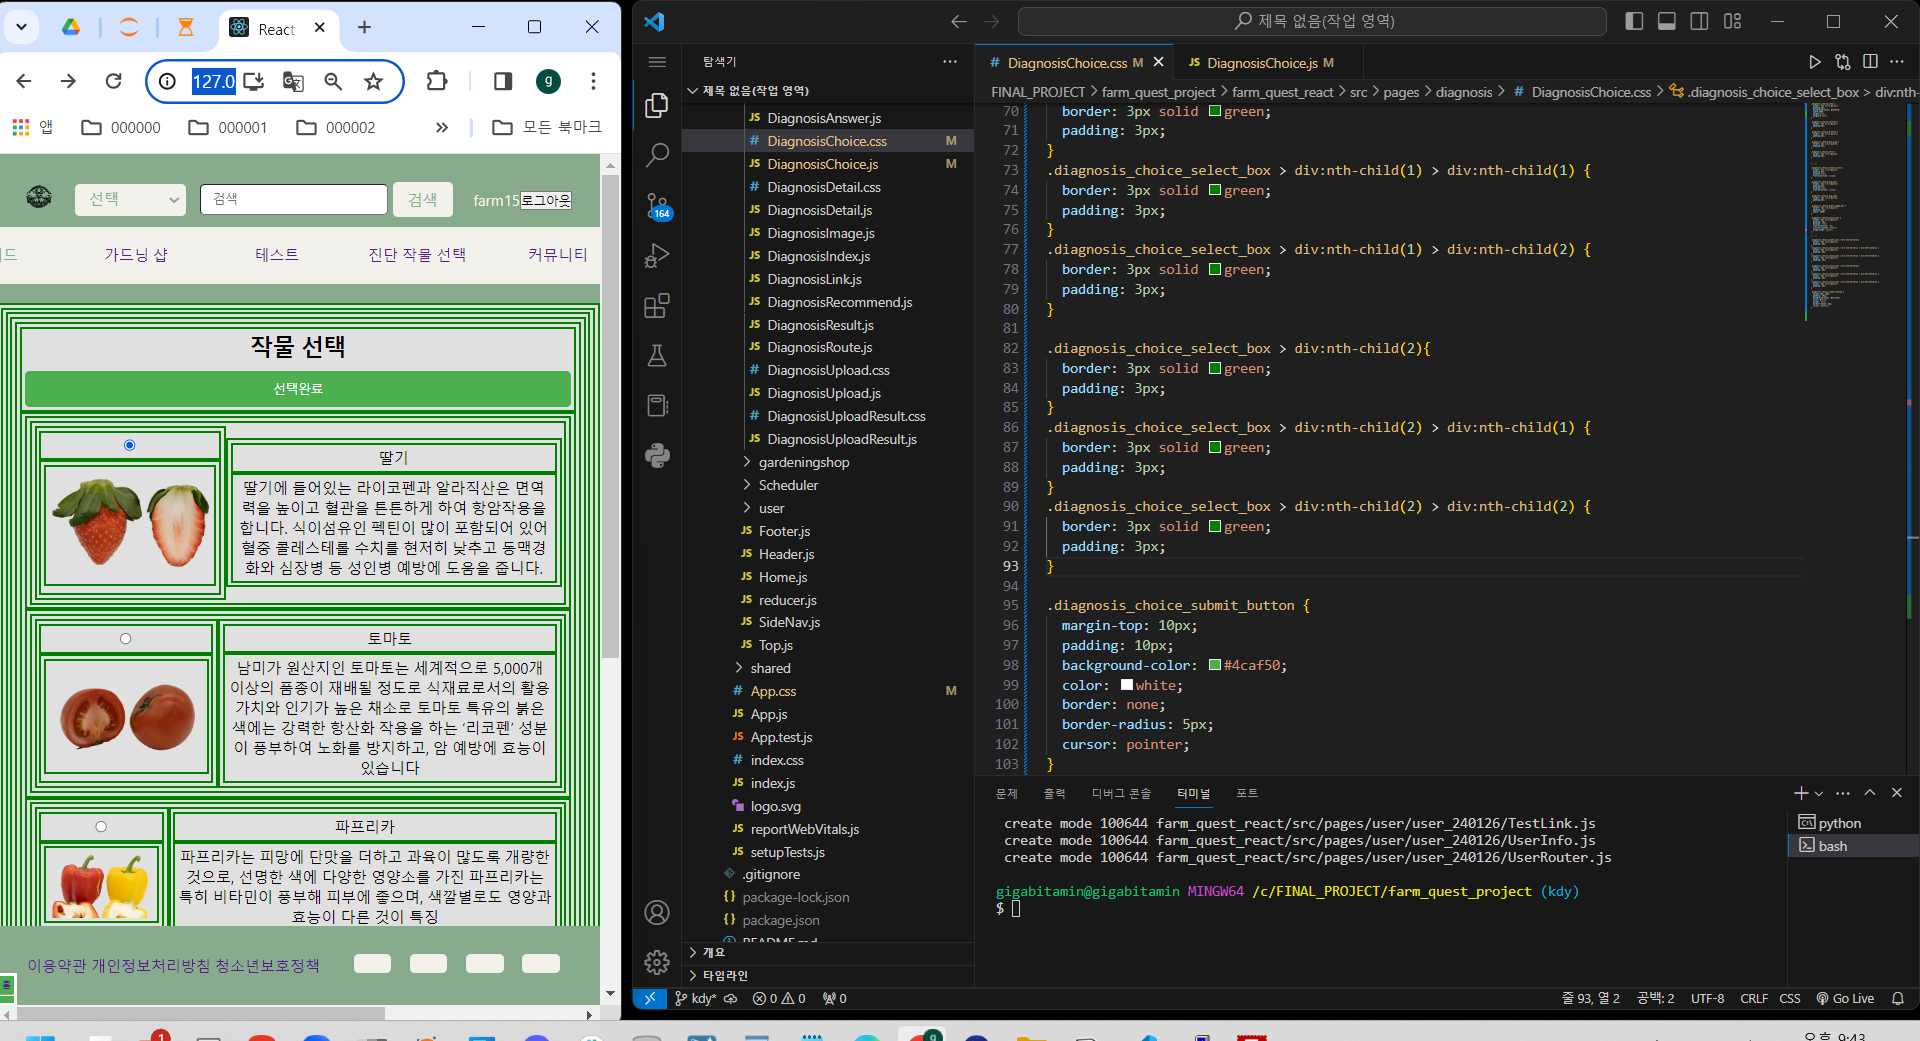 React
127.0
g
앱
000000
000001
000002
모든 북마크
선택
검색
검색
farm15
로그아웃
드
가드닝 샵
테스트
진단 작물 선택
커뮤니티
작물 선택
선택완료
딸기
딸기에 들어있는 라이코펜과 알라직산은 면역
력을 높이고 혈관을 튼튼하게 하여 항암작용을
합니다. 식이섬유인 펙틴이 많이 포함되어 있어
혈중 콜레스테롤 수치를 현저히 낮추고 동맥경
화와 심장병 등 성인병 예방에 도움을 줍니다.
토마토
남미가 원산지인 토마토는 세계적으로 5,000개
이상의 품종이 재배될 정도로 식재료로서의 활용
가치와 인기가 높은 채소로 토마토 특유의 붉은
색에는 강력한 항산화 작용을 하는 ‘리코펜’ 성분
이 풍부하여 노화를 방지하고, 암 예방에 효능이
있습니다
파프리카
파프리카는 피망에 단맛을 더하고 과육이 많도록 개량한
것으로, 선명한 색에 다양한 영양소를 가진 파프리카는
특히 비타민이 풍부해 피부에 좋으며, 색깔별로도 영양과
효능이 다른 것이 특징
이용약관 개인정보처리방침 청소년보호정책
홈
제목 없음(작업 영역)
탐색기
제목 없음(작업 영역)
164
JS DiagnosisAnswer.js
# DiagnosisChoice.css M
JS DiagnosisChoice.js M
# DiagnosisDetail.css
JS DiagnosisDetail.js
JS DiagnosisImage.js
JS DiagnosisIndex.js
JS DiagnosisLink.js
JS DiagnosisRecommend.js
JS DiagnosisResult.js
JS DiagnosisRoute.js
# DiagnosisUpload.css
JS DiagnosisUpload.js
# DiagnosisUploadResult.css
JS DiagnosisUploadResult.js
gardeningshop
Scheduler
user
JS Footer.js
JS Header.js
JS Home.js
JS reducer.js
JS SideNav.js
JS Top.js
shared
# App.css M
JS App.js
JS App.test.js
# index.css
JS index.js
logo.svg
JS reportWebVitals.js
JS setupTests.js
.gitignore
{} package-lock.json
{} package.json
README.md
개요
타임라인
# DiagnosisChoice.css M
JS DiagnosisChoice.js M
FINAL_PROJECT > farm_quest_project > farm_quest_react > src > pages > diagnosis > # DiagnosisChoice.css > .diagnosis_choice_select_box > div:nth-
70 border: 3px solid green;
71 padding: 3px;
72 }
73 .diagnosis_choice_select_box > div:nth-child(1) > div:nth-child(1) {
74 border: 3px solid green;
75 padding: 3px;
76 }
77 .diagnosis_choice_select_box > div:nth-child(1) > div:nth-child(2) {
78 border: 3px solid green;
79 padding: 3px;
80 }
81
82 .diagnosis_choice_select_box > div:nth-child(2){
83 border: 3px solid green;
84 padding: 3px;
85 }
86 .diagnosis_choice_select_box > div:nth-child(2) > div:nth-child(1) {
87 border: 3px solid green;
88 padding: 3px;
89 }
90 .diagnosis_choice_select_box > div:nth-child(2) > div:nth-child(2) {
91 border: 3px solid green;
92 padding: 3px;
93 }
94
95 .diagnosis_choice_submit_button {
96 margin-top: 10px;
97 padding: 10px;
98 background-color: #4caf50;
99 color: white;
100 border: none;
101 border-radius: 5px;
102 cursor: pointer;
103 }
문제 출력 디버그 콘솔 터미널 포트
create mode 100644 farm_quest_react/src/pages/user/user_240126/TestLink.js
create mode 100644 farm_quest_react/src/pages/user/user_240126/UserInfo.js
create mode 100644 farm_quest_react/src/pages/user/user_240126/UserRouter.js
gigabitamin@gigabitamin MINGW64 /c/FINAL_PROJECT/farm_quest_project (kdy)
$
python
bash
kdy* 0 0 0
줄 93, 열 2 공백: 2 UTF-8 CRLF CSS Go Live
1
g
오후 9:43